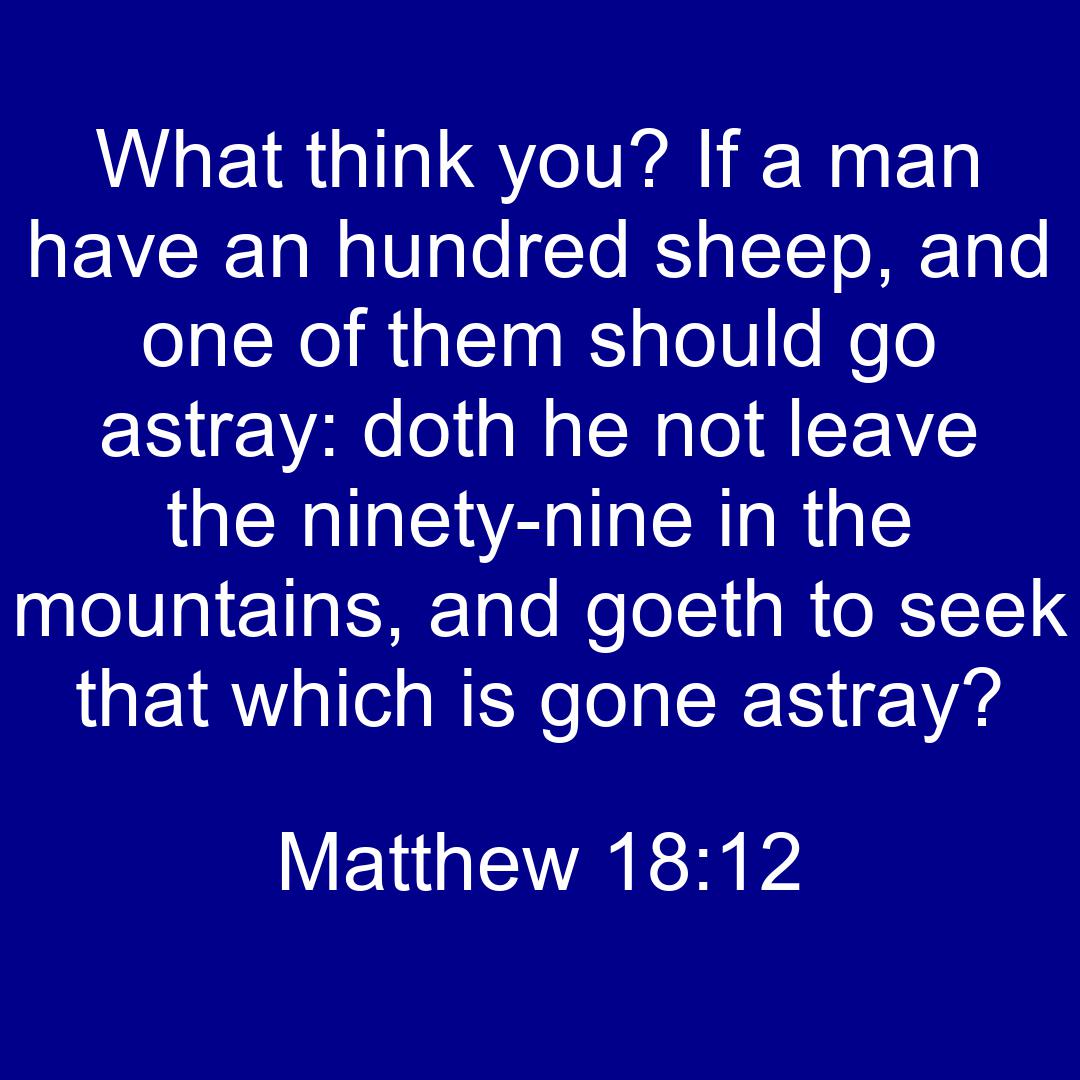 What think you? If a man
have an hundred sheep, and
one of them should go
astray: doth he not leave
the ninety-nine in the
mountains, and goeth to seek
that which is gone astray?
Matthew 18:12